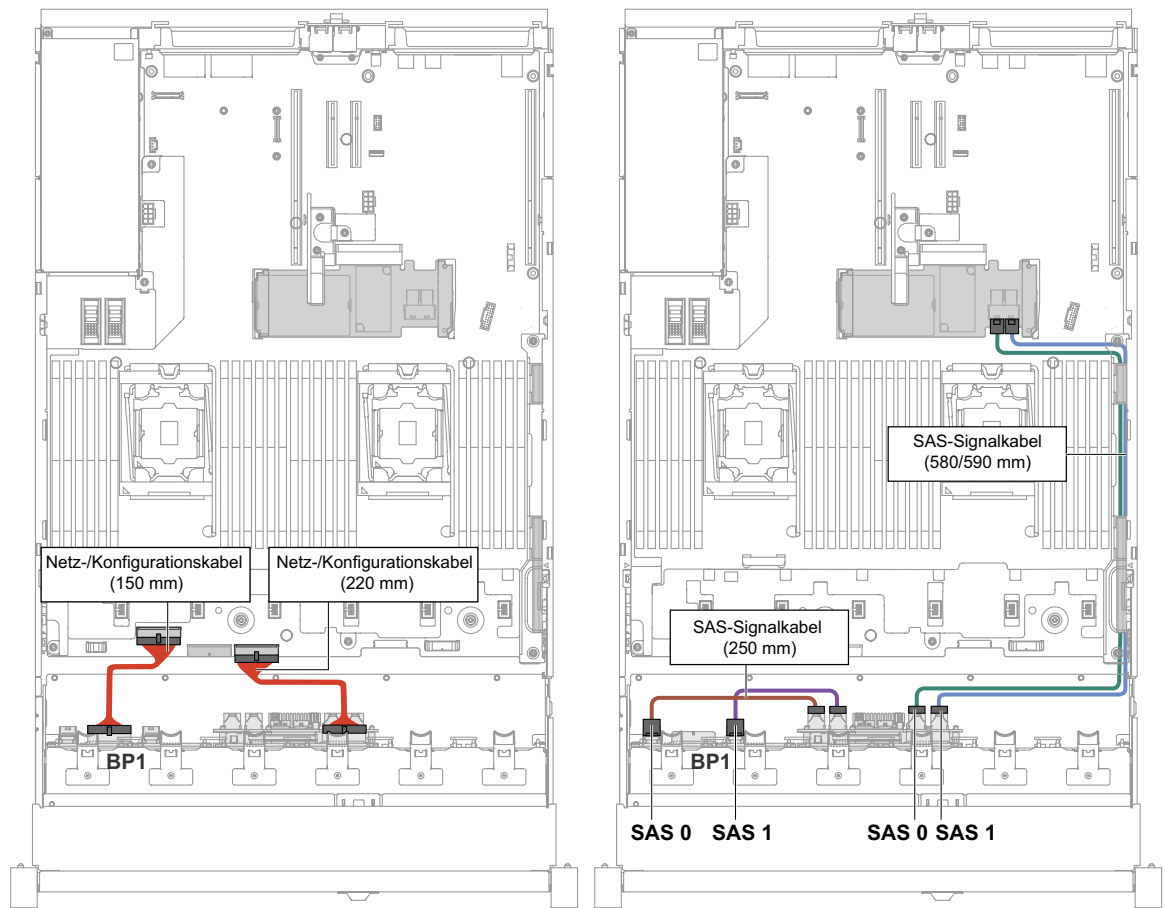 Netz-/Konfigurationskabel
(150 mm)
Netz-/Konfigurationskabel
(220 mm)
BP1
SAS-Signalkabel
(580/590 mm)
SAS-Signalkabel
(250 mm)
BP1
SAS 0
SAS 1
SAS 0
SAS 1